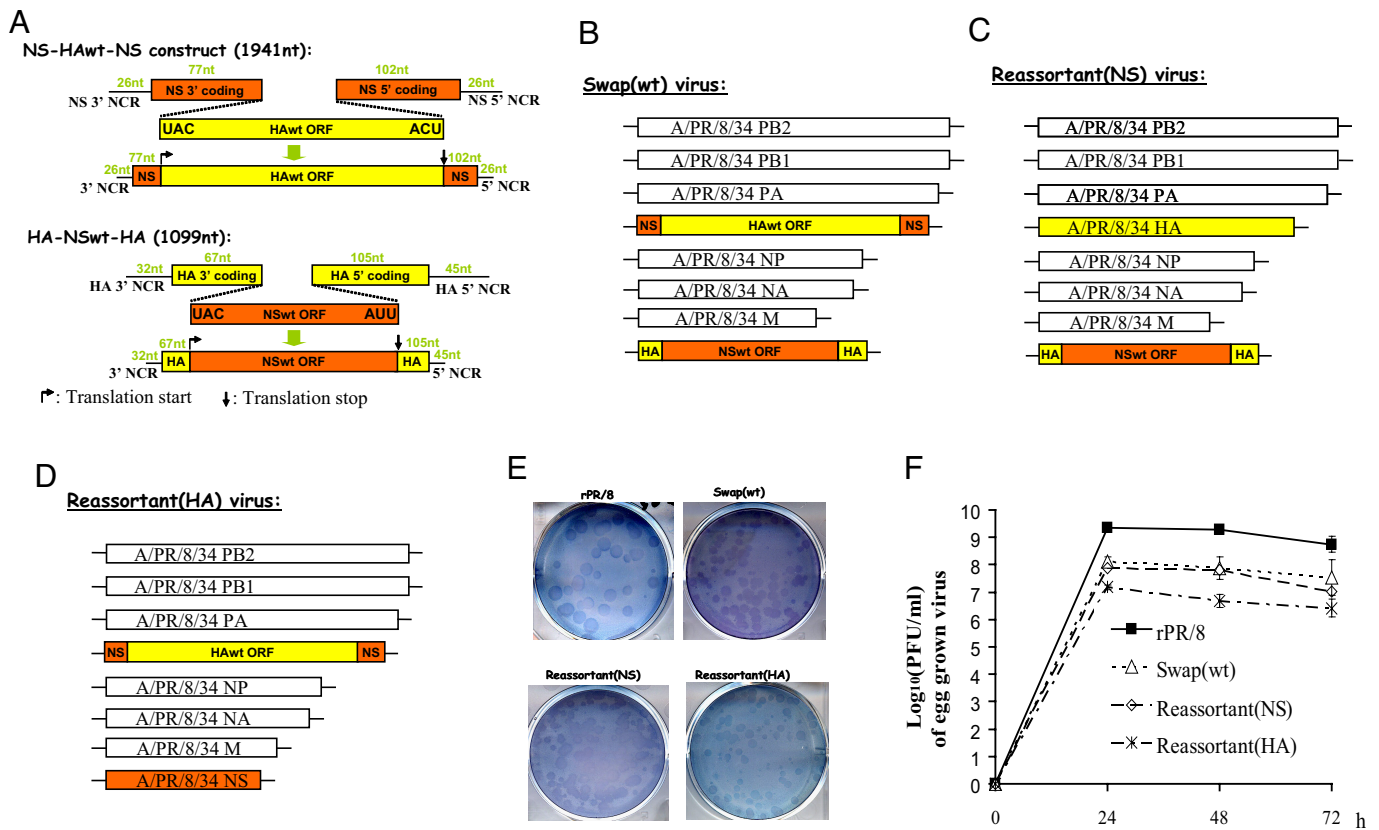 A
NS-HAwt-NS construct (1941nt):
77nt
102nt
26nt
NS 3' coding
NS 5' coding
26nt
NS 3' NCR
NS 5' NCR
UAC HAwt ORF ACU
77nt
102nt
26nt
NS HAwt ORF NS
26nt
3' NCR
5' NCR
HA-NSwt-HA (1099nt):
67nt
105nt
32nt
HA 3' coding
HA 5' coding
45nt
HA 3' NCR
HA 5' NCR
UAC NSwt ORF AUU
67nt
105nt
32nt
HA NSwt ORF HA
45nt
3' NCR
5' NCR
: Translation start
: Translation stop
B
Swap(wt) virus:
A/PR/8/34 PB2
A/PR/8/34 PB1
A/PR/8/34 PA
NS HAwt ORF NS
A/PR/8/34 NP
A/PR/8/34 NA
A/PR/8/34 M
HA NSwt ORF HA
C
Reassortant(NS) virus:
A/PR/8/34 PB2
A/PR/8/34 PB1
A/PR/8/34 PA
A/PR/8/34 HA
A/PR/8/34 NP
A/PR/8/34 NA
A/PR/8/34 M
HA NSwt ORF HA
D
Reassortant(HA) virus:
A/PR/8/34 PB2
A/PR/8/34 PB1
A/PR/8/34 PA
NS HAwt ORF NS
A/PR/8/34 NP
A/PR/8/34 NA
A/PR/8/34 M
A/PR/8/34 NS
E
rPR/8
Swap(wt)
Reassortant(NS)
Reassortant(HA)
F
Log10(PFU/ml)
of egg grown virus
10
9
8
7
6
5
4
3
2
1
0
rPR/8
Swap(wt)
Reassortant(NS)
Reassortant(HA)
0 24 48 72 h